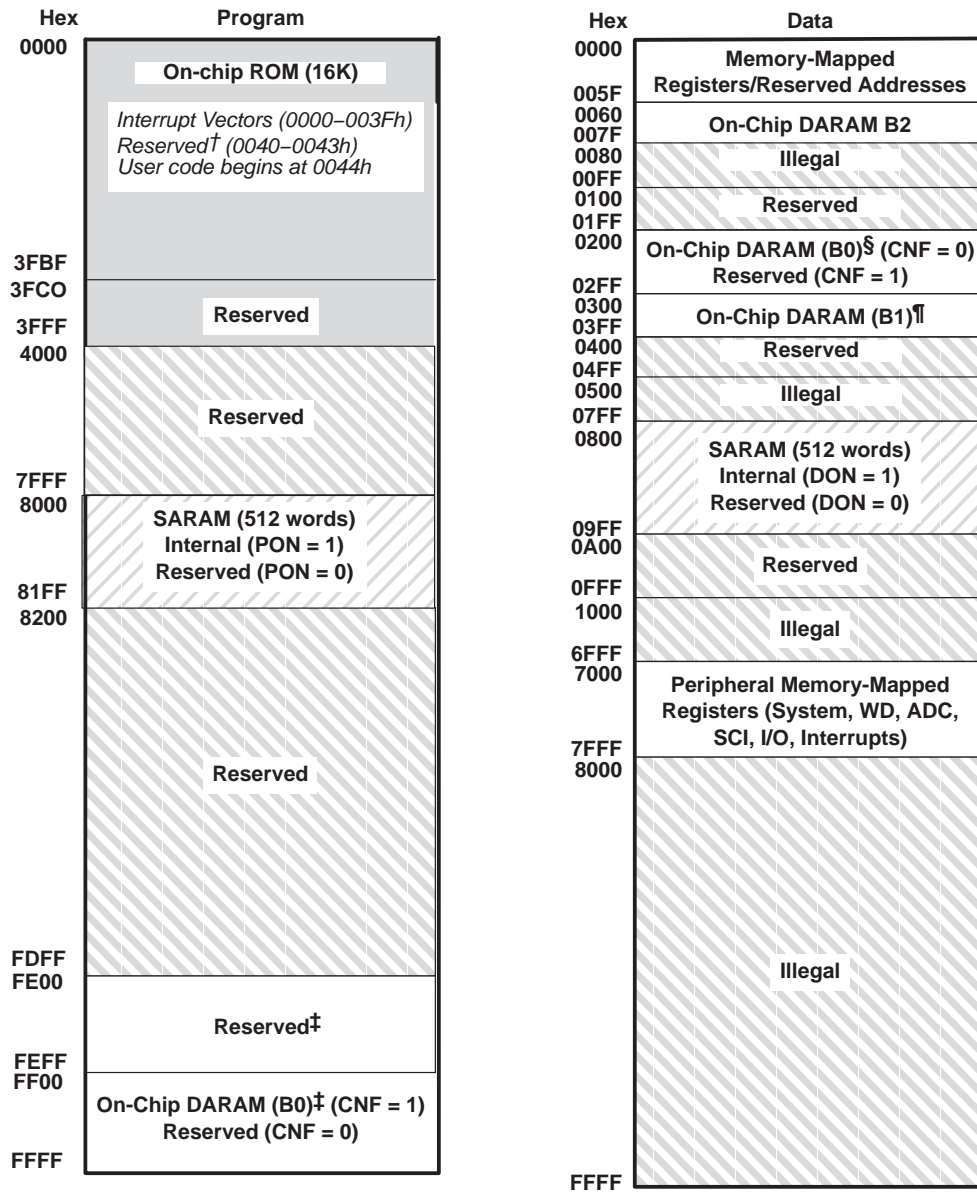 Hex Program
0000
On-chip ROM (16K)
Interrupt Vectors (0000–003Fh)
Reserved† (0040–0043h)
User code begins at 0044h
3FBF
3FCO
Reserved
3FFF
4000
Reserved
7FFF
8000
SARAM (512 words)
Internal (PON = 1)
Reserved (PON = 0)
81FF
8200
Reserved
FDFF
FE00
Reserved‡
FEFF
FF00
On-Chip DARAM (B0)‡ (CNF = 1)
Reserved (CNF = 0)
FFFF
Hex Data
0000
Memory-Mapped
Registers/Reserved Addresses
005F
0060
On-Chip DARAM B2
007F
0080
Illegal
00FF
0100
Reserved
01FF
0200
On-Chip DARAM (B0)§ (CNF = 0)
Reserved (CNF = 1)
02FF
0300
On-Chip DARAM (B1)¶
03FF
0400
Reserved
04FF
0500
Illegal
07FF
0800
SARAM (512 words)
Internal (DON = 1)
Reserved (DON = 0)
09FF
0A00
Reserved
0FFF
1000
Illegal
6FFF
7000
Peripheral Memory-Mapped
Registers (System, WD, ADC,
SCI, I/O, Interrupts)
7FFF
8000
Illegal
FFFF